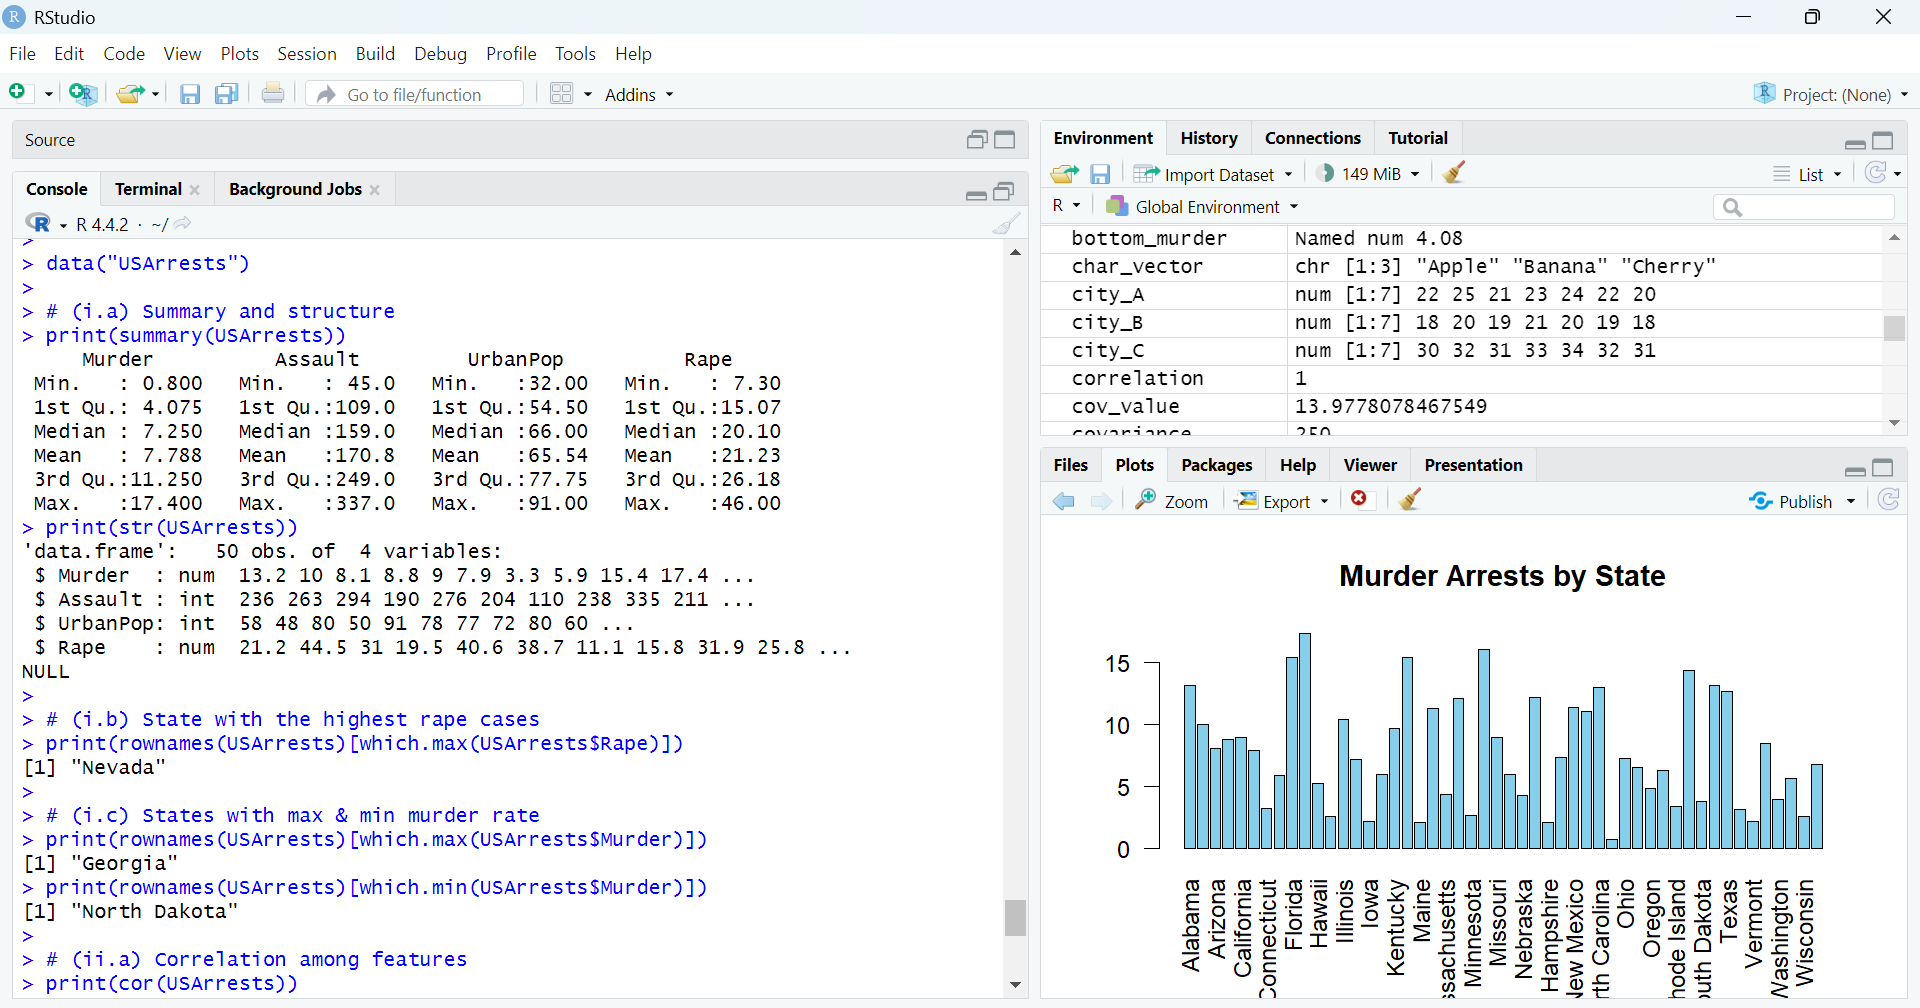 RStudio
File Edit Code View Plots Session Build Debug Profile Tools Help
Go to file/function Addins Project: (None)
Source
Console Terminal Background Jobs
R 4.4.2 · ~/
>
> data("USArrests")
>
> # (i.a) Summary and structure
> print(summary(USArrests))
     Murder          Assault         UrbanPop          Rape
 Min.   : 0.800   Min.   : 45.0   Min.   :32.00   Min.   : 7.30
 1st Qu.: 4.075   1st Qu.:109.0   1st Qu.:54.50   1st Qu.:15.07
 Median : 7.250   Median :159.0   Median :66.00   Median :20.10
 Mean   : 7.788   Mean   :170.8   Mean   :65.54   Mean   :21.23
 3rd Qu.:11.250   3rd Qu.:249.0   3rd Qu.:77.75   3rd Qu.:26.18
 Max.   :17.400   Max.   :337.0   Max.   :91.00   Max.   :46.00
> print(str(USArrests))
'data.frame':   50 obs. of  4 variables:
 $ Murder  : num  13.2 10 8.1 8.8 9 7.9 3.3 5.9 15.4 17.4 ...
 $ Assault : int  236 263 294 190 276 204 110 238 335 211 ...
 $ UrbanPop: int  58 48 80 50 91 78 77 72 80 60 ...
 $ Rape    : num  21.2 44.5 31 19.5 40.6 38.7 11.1 15.8 31.9 25.8 ...
NULL
>
> # (i.b) State with the highest rape cases
> print(rownames(USArrests)[which.max(USArrests$Rape)])
[1] "Nevada"
>
> # (i.c) States with max & min murder rate
> print(rownames(USArrests)[which.max(USArrests$Murder)])
[1] "Georgia"
> print(rownames(USArrests)[which.min(USArrests$Murder)])
[1] "North Dakota"
>
> # (ii.a) Correlation among features
> print(cor(USArrests))
Environment History Connections Tutorial
Import Dataset 149 MiB List
R Global Environment
bottom_murder Named num 4.08
char_vector chr [1:3] "Apple" "Banana" "Cherry"
city_A num [1:7] 22 25 21 23 24 22 20
city_B num [1:7] 18 20 19 21 20 19 18
city_C num [1:7] 30 32 31 33 34 32 31
correlation 1
cov_value 13.9778078467549
covariance 250
Files Plots Packages Help Viewer Presentation
Zoom Export Publish
Murder Arrests by State
15
10
5
0
Alabama
Arizona
California
Connecticut
Florida
Hawaii
Illinois
Iowa
Kentucky
Maine
ssachusetts
Minnesota
Missouri
Nebraska
Hampshire
New Mexico
rth Carolina
Ohio
Oregon
hode Island
outh Dakota
Texas
Vermont
Washington
Wisconsin